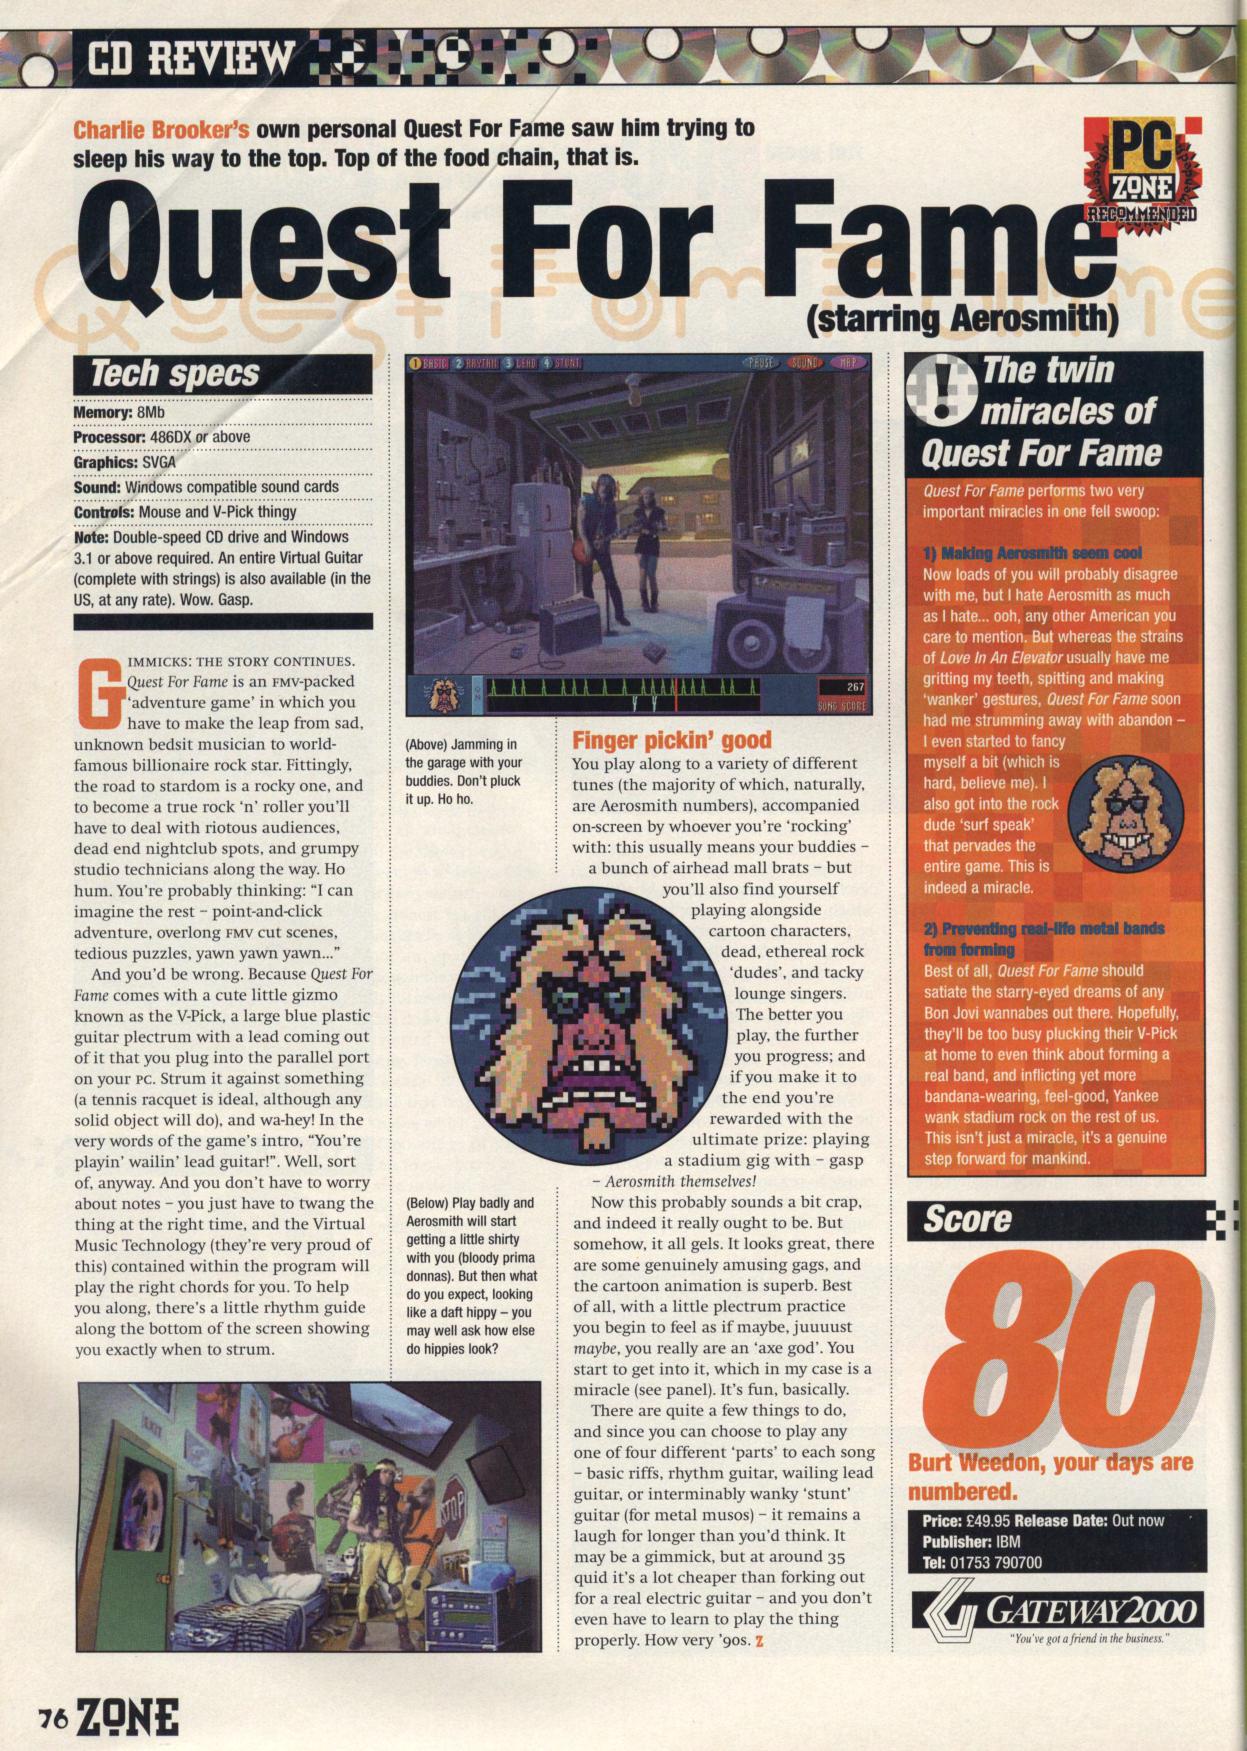 CD REVIEW
Charlie Brooker's own personal Quest For Fame saw him trying to
sleep his way to the top. Top of the food chain, that is.
PC
ZONE
RECOMMENDED
Quest For Fame
(starring Aerosmith)
Tech specs
Memory: 8Mb
Processor: 486DX or above
Graphics: SVGA
Sound: Windows compatible sound cards
Controls: Mouse and V-Pick thingy
Note: Double-speed CD drive and Windows
3.1 or above required. An entire Virtual Guitar
(complete with strings) is also available (in the
US, at any rate). Wow. Gasp.
GIMMICKS: THE STORY CONTINUES.
Quest For Fame is an FMV-packed
'adventure game' in which you
have to make the leap from sad,
unknown bedsit musician to world-
famous billionaire rock star. Fittingly,
the road to stardom is a rocky one, and
to become a true rock 'n' roller you'll
have to deal with riotous audiences,
dead end nightclub spots, and grumpy
studio technicians along the way. Ho
hum. You're probably thinking: "I can
imagine the rest – point-and-click
adventure, overlong FMV cut scenes,
tedious puzzles, yawn yawn yawn..."
And you'd be wrong. Because Quest For
Fame comes with a cute little gizmo
known as the V-Pick, a large blue plastic
guitar plectrum with a lead coming out
of it that you plug into the parallel port
on your PC. Strum it against something
(a tennis racquet is ideal, although any
solid object will do), and wa-hey! In the
very words of the game's intro, "You're
playin' wailin' lead guitar!". Well, sort
of, anyway. And you don't have to worry
about notes – you just have to twang the
thing at the right time, and the Virtual
Music Technology (they're very proud of
this) contained within the program will
play the right chords for you. To help
you along, there's a little rhythm guide
along the bottom of the screen showing
you exactly when to strum.
1 BASIC 2 RHYTHM 3 LEAD 4 STUNT
PAUSE SOUND MAP
267
SONG SCORE
(Above) Jamming in
the garage with your
buddies. Don't pluck
it up. Ho ho.
(Below) Play badly and
Aerosmith will start
getting a little shirty
with you (bloody prima
donnas). But then what
do you expect, looking
like a daft hippy – you
may well ask how else
do hippies look?
STOP
Finger pickin' good
You play along to a variety of different
tunes (the majority of which, naturally,
are Aerosmith numbers), accompanied
on-screen by whoever you're 'rocking'
with: this usually means your buddies –
a bunch of airhead mall brats – but
you'll also find yourself
playing alongside
cartoon characters,
dead, ethereal rock
'dudes', and tacky
lounge singers.
The better you
play, the further
you progress; and
if you make it to
the end you're
rewarded with the
ultimate prize: playing
a stadium gig with – gasp
– Aerosmith themselves!
Now this probably sounds a bit crap,
and indeed it really ought to be. But
somehow, it all gels. It looks great, there
are some genuinely amusing gags, and
the cartoon animation is superb. Best
of all, with a little plectrum practice
you begin to feel as if maybe, juuuust
maybe, you really are an 'axe god'. You
start to get into it, which in my case is a
miracle (see panel). It's fun, basically.
There are quite a few things to do,
and since you can choose to play any
one of four different 'parts' to each song
– basic riffs, rhythm guitar, wailing lead
guitar, or interminably wanky 'stunt'
guitar (for metal musos) – it remains a
laugh for longer than you'd think. It
may be a gimmick, but at around 35
quid it's a lot cheaper than forking out
for a real electric guitar – and you don't
even have to learn to play the thing
properly. How very '90s. Z
! The twin
miracles of
Quest For Fame
Quest For Fame performs two very
important miracles in one fell swoop:
1) Making Aerosmith seem cool
Now loads of you will probably disagree
with me, but I hate Aerosmith as much
as I hate... ooh, any other American you
care to mention. But whereas the strains
of Love In An Elevator usually have me
gritting my teeth, spitting and making
'wanker' gestures, Quest For Fame soon
had me strumming away with abandon –
I even started to fancy
myself a bit (which is
hard, believe me). I
also got into the rock
dude 'surf speak'
that pervades the
entire game. This is
indeed a miracle.
2) Preventing real-life metal bands
from forming
Best of all, Quest For Fame should
satiate the starry-eyed dreams of any
Bon Jovi wannabes out there. Hopefully,
they'll be too busy plucking their V-Pick
at home to even think about forming a
real band, and inflicting yet more
bandana-wearing, feel-good, Yankee
wank stadium rock on the rest of us.
This isn't just a miracle, it's a genuine
step forward for mankind.
Score
80
Burt Weedon, your days are
numbered.
Price: £49.95 Release Date: Out now
Publisher: IBM
Tel: 01753 790700
GATEWAY2000
"You've got a friend in the business."
76 ZONE